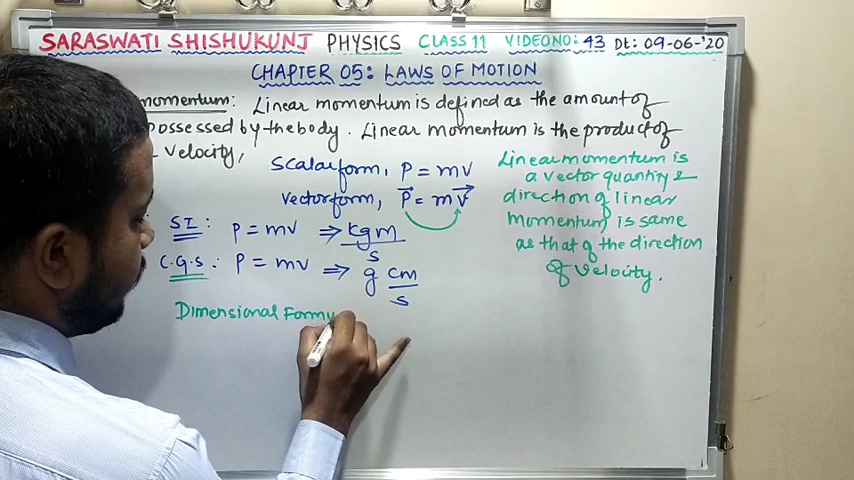 SARASWATI SHISHUKUNJ PHYSICS CLASS 11 VIDEO NO: 43 Dt: 09-06-'20
CHAPTER 05: LAWS OF MOTION
momentum: Linear momentum is defined as the amount of
possessed by the body. Linear momentum is the product of
velocity,
Scalar form, P = mv
vector form, P⃗ = m v⃗
SI: P = mv ⇒ kgm/s
C.G.S: P = mv ⇒ g cm/s
Dimensional Formu
Linear momentum is
a vector quantity &
direction of linear
momentum is same
as that of the direction
of velocity.